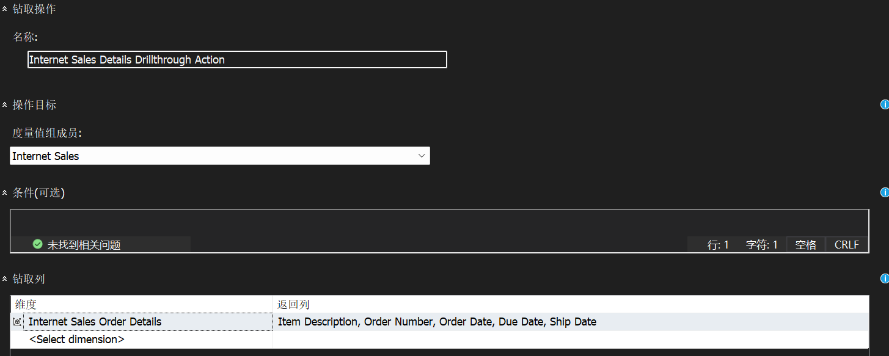 钻取操作
名称:
Internet Sales Details Drillthrough Action
操作目标
度量值组成员:
Internet Sales
条件(可选)
未找到相关问题 行: 1 字符: 1 空格 CRLF
钻取列
维度 返回列
Internet Sales Order Details Item Description, Order Number, Order Date, Due Date, Ship Date
<Select dimension>